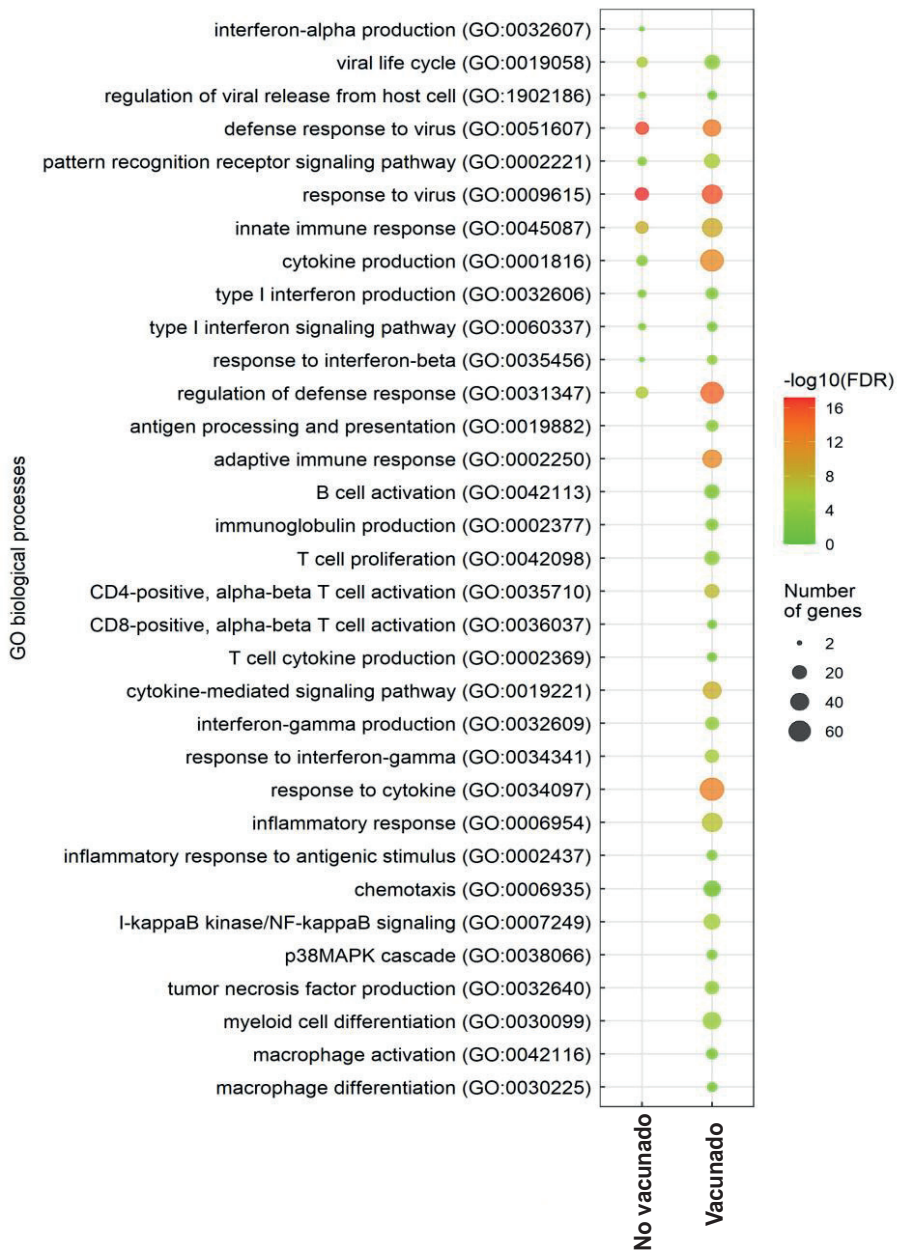 interferon-alpha production (GO:0032607)
viral life cycle (GO:0019058)
regulation of viral release from host cell (GO:1902186)
defense response to virus (GO:0051607)
pattern recognition receptor signaling pathway (GO:0002221)
response to virus (GO:0009615)
innate immune response (GO:0045087)
cytokine production (GO:0001816)
type I interferon production (GO:0032606)
type I interferon signaling pathway (GO:0060337)
response to interferon-beta (GO:0035456)
regulation of defense response (GO:0031347)
antigen processing and presentation (GO:0019882)
adaptive immune response (GO:0002250)
B cell activation (GO:0042113)
immunoglobulin production (GO:0002377)
T cell proliferation (GO:0042098)
CD4-positive, alpha-beta T cell activation (GO:0035710)
CD8-positive, alpha-beta T cell activation (GO:0036037)
T cell cytokine production (GO:0002369)
cytokine-mediated signaling pathway (GO:0019221)
interferon-gamma production (GO:0032609)
response to interferon-gamma (GO:0034341)
response to cytokine (GO:0034097)
inflammatory response (GO:0006954)
inflammatory response to antigenic stimulus (GO:0002437)
chemotaxis (GO:0006935)
I-kappaB kinase/NF-kappaB signaling (GO:0007249)
p38MAPK cascade (GO:0038066)
tumor necrosis factor production (GO:0032640)
myeloid cell differentiation (GO:0030099)
macrophage activation (GO:0042116)
macrophage differentiation (GO:0030225)
GO biological processes
No vacunado
Vacunado
-log10(FDR)
16
12
8
4
0
Number
of genes
2
20
40
60